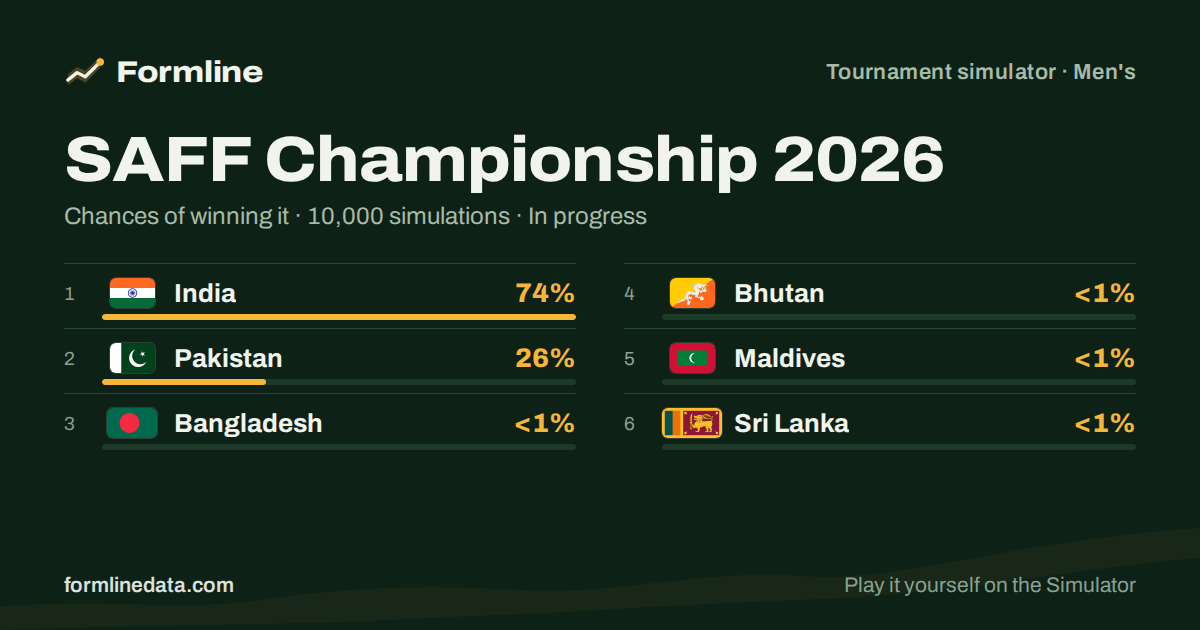 Formline
Tournament simulator · Men's
SAFF Championship 2026
Chances of winning it · 10,000 simulations · In progress
1 India 74%
2 Pakistan 26%
3 Bangladesh <1%
4 Bhutan <1%
5 Maldives <1%
6 Sri Lanka <1%
formlinedata.com
Play it yourself on the Simulator